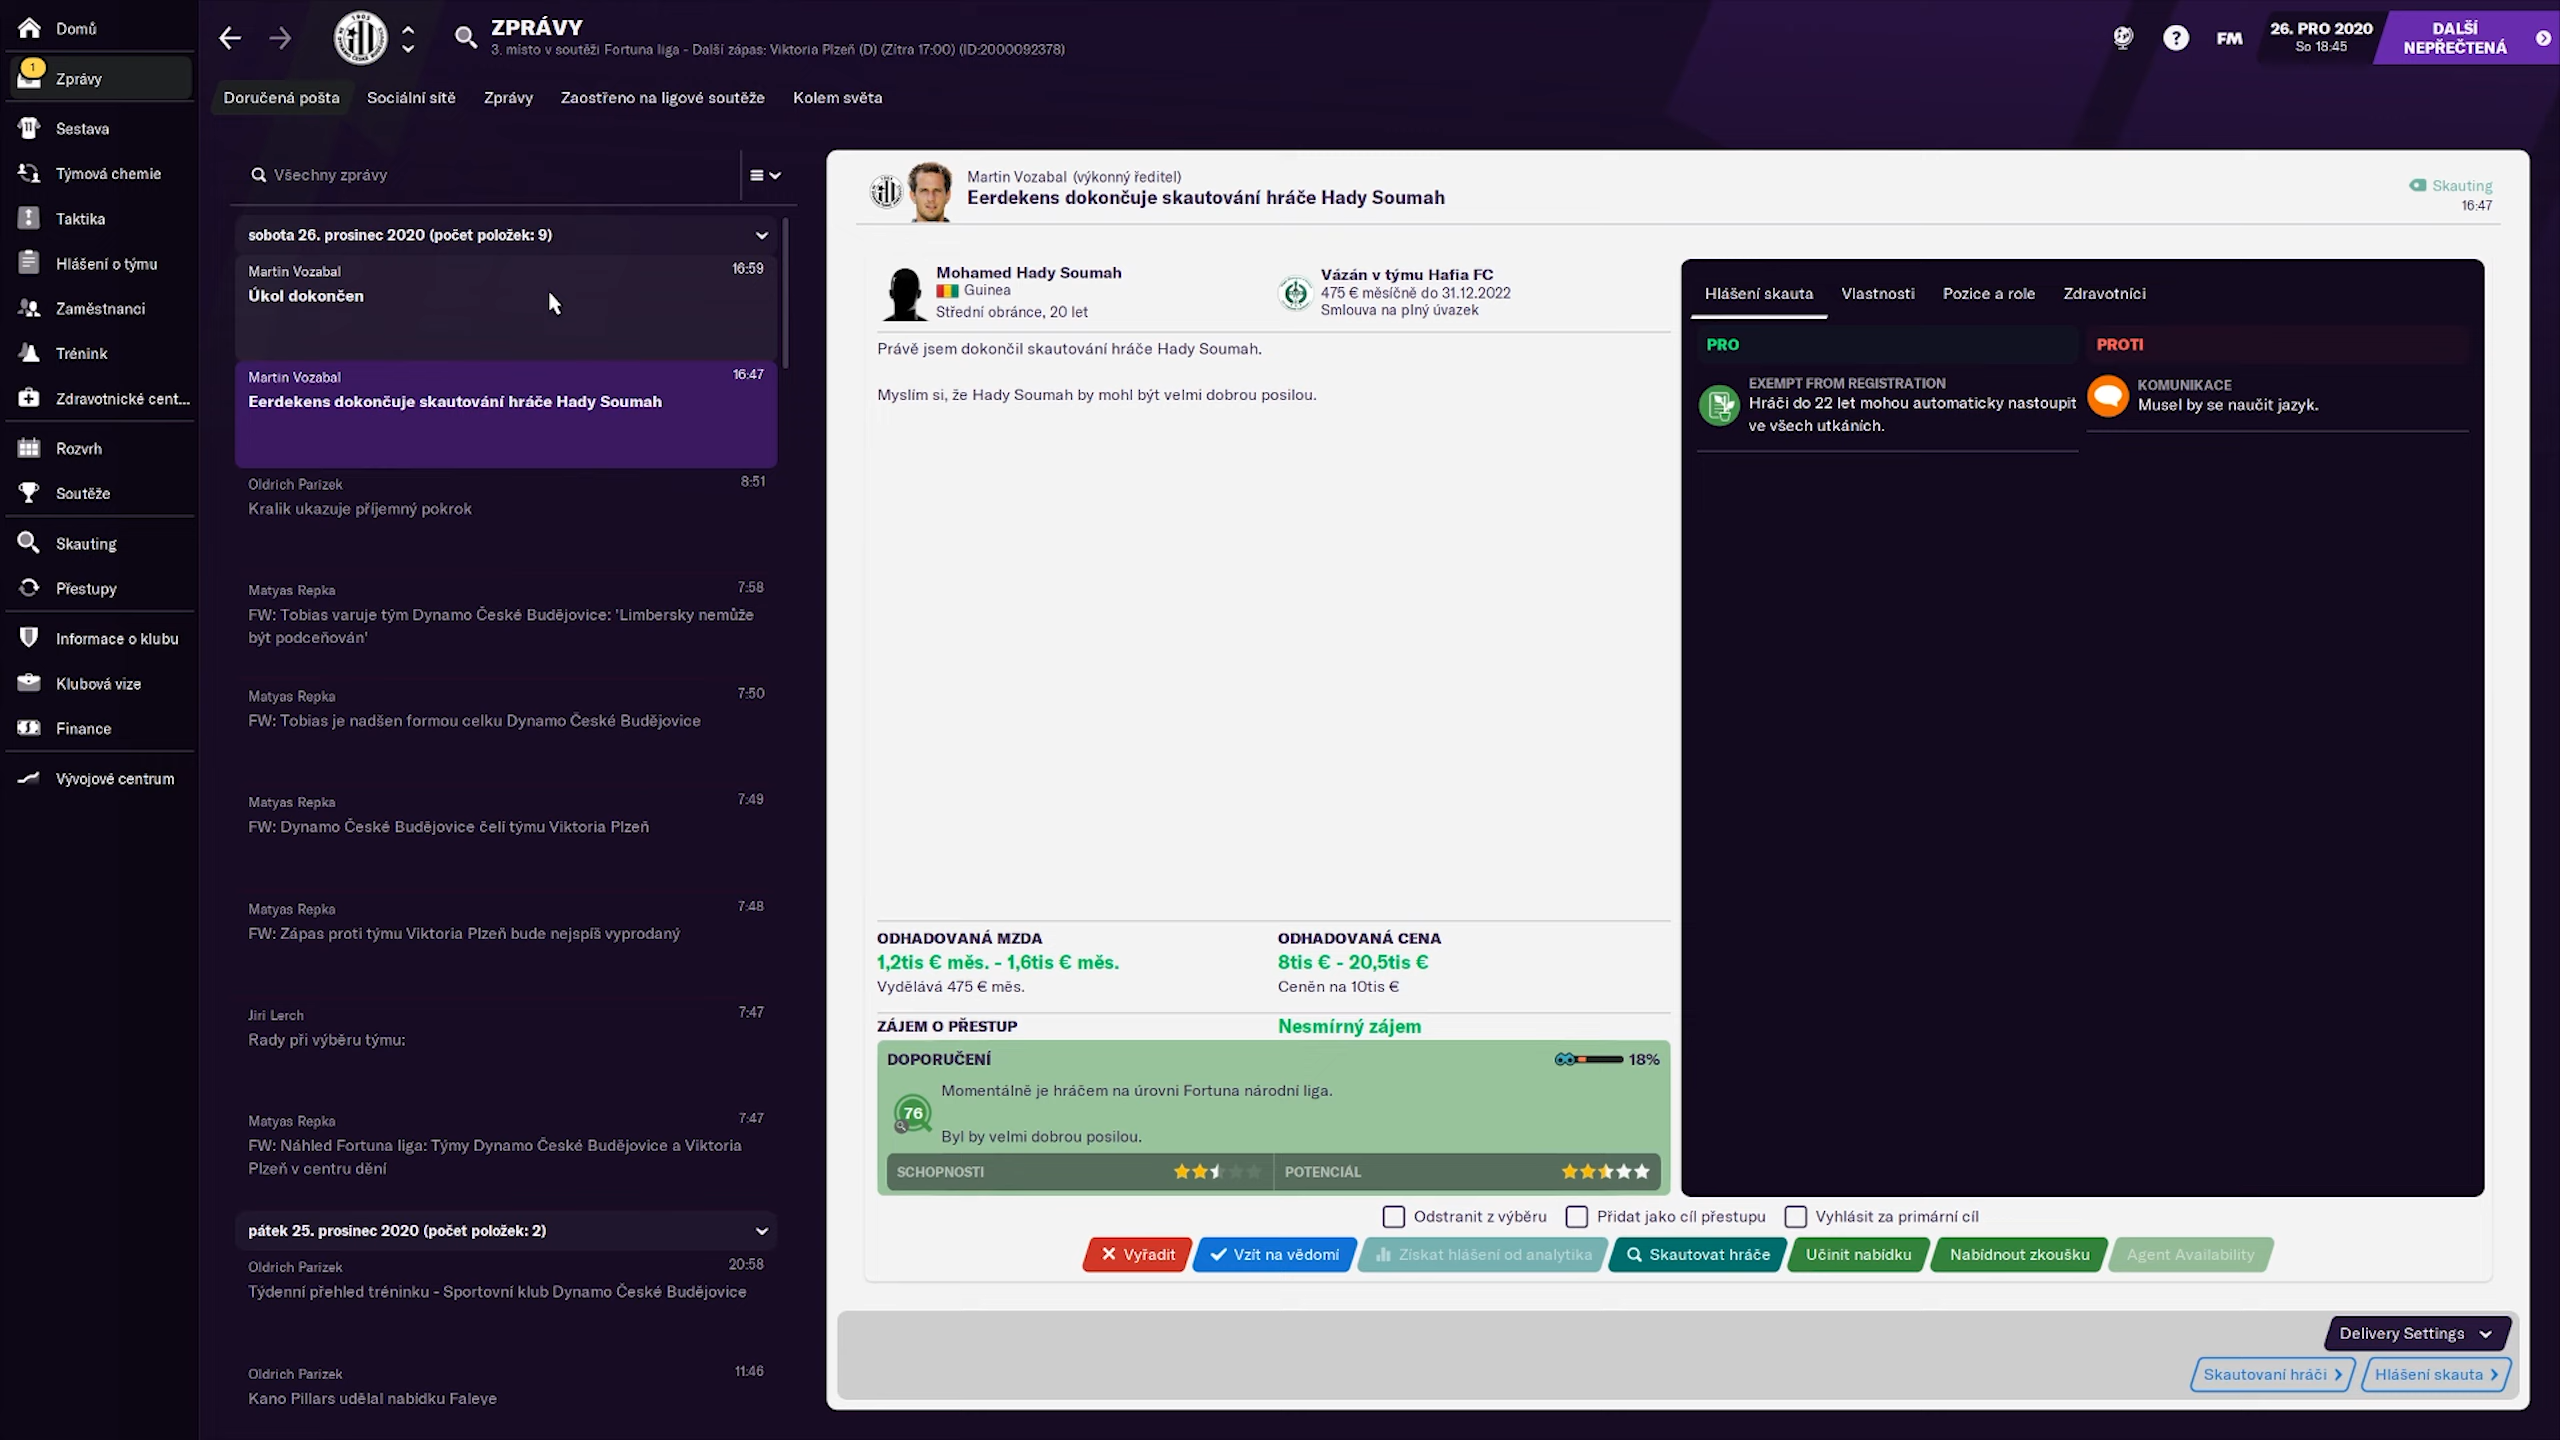 Domů
1
Zprávy
Sestava
Týmová chemie
Taktika
Hlášení o týmu
Zaměstnanci
Trénink
Zdravotnické cent...
Rozvrh
Soutěže
Skauting
Přestupy
Informace o klubu
Klubová vize
Finance
Vývojové centrum
ZPRÁVY
3. místo v soutěži Fortuna liga - Další zápas: Viktoria Plzeň (D) (Zítra 17:00) (ID:2000092378)
? FM
26. PRO 2020
So 18:45
DALŠÍ
NEPŘEČTENÁ
Doručená pošta Sociální sítě Zprávy Zaostřeno na ligové soutěže Kolem světa
Všechny zprávy
sobota 26. prosinec 2020 (počet položek: 9)
Martin Vozabal 16:59
Úkol dokončen
Martin Vozabal 16:47
Eerdekens dokončuje skautování hráče Hady Soumah
Oldrich Parizek 8:51
Kralik ukazuje příjemný pokrok
Matyas Repka 7:58
FW: Tobias varuje tým Dynamo České Budějovice: 'Limbersky nemůže
být podceňován'
Matyas Repka 7:50
FW: Tobias je nadšen formou celku Dynamo České Budějovice
Matyas Repka 7:49
FW: Dynamo České Budějovice čelí týmu Viktoria Plzeň
Matyas Repka 7:48
FW: Zápas proti týmu Viktoria Plzeň bude nejspíš vyprodaný
Jiri Lerch 7:47
Rady při výběru týmu:
Matyas Repka 7:47
FW: Náhled Fortuna liga: Týmy Dynamo České Budějovice a Viktoria
Plzeň v centru dění
pátek 25. prosinec 2020 (počet položek: 2)
Oldrich Parizek 20:58
Týdenní přehled tréninku - Sportovní klub Dynamo České Budějovice
Oldrich Parizek 11:46
Kano Pillars udělal nabídku Faleye
Martin Vozabal (výkonný ředitel)
Eerdekens dokončuje skautování hráče Hady Soumah
Skauting
16:47
Mohamed Hady Soumah
Guinea
Střední obránce, 20 let
Vázán v týmu Hafia FC
475 € měsíčně do 31.12.2022
Smlouva na plný úvazek
Právě jsem dokončil skautování hráče Hady Soumah.
Myslím si, že Hady Soumah by mohl být velmi dobrou posilou.
ODHADOVANÁ MZDA
1,2tis € měs. - 1,6tis € měs.
Vydělává 475 € měs.
ODHADOVANÁ CENA
8tis € - 20,5tis €
Ceněn na 10tis €
ZÁJEM O PŘESTUP Nesmírný zájem
DOPORUČENÍ 18%
Momentálně je hráčem na úrovni Fortuna národní liga.
76
Byl by velmi dobrou posilou.
SCHOPNOSTI POTENCIÁL
Hlášení skauta Vlastnosti Pozice a role Zdravotníci
PRO
EXEMPT FROM REGISTRATION
Hráči do 22 let mohou automaticky nastoupit
ve všech utkáních.
PROTI
KOMUNIKACE
Musel by se naučit jazyk.
Odstranit z výběru Přidat jako cíl přestupu Vyhlásit za primární cíl
Vyřadit Vzít na vědomí Získat hlášení od analytika Skautovat hráče Učinit nabídku Nabídnout zkoušku Agent Availability
Delivery Settings
Skautovaní hráči Hlášení skauta